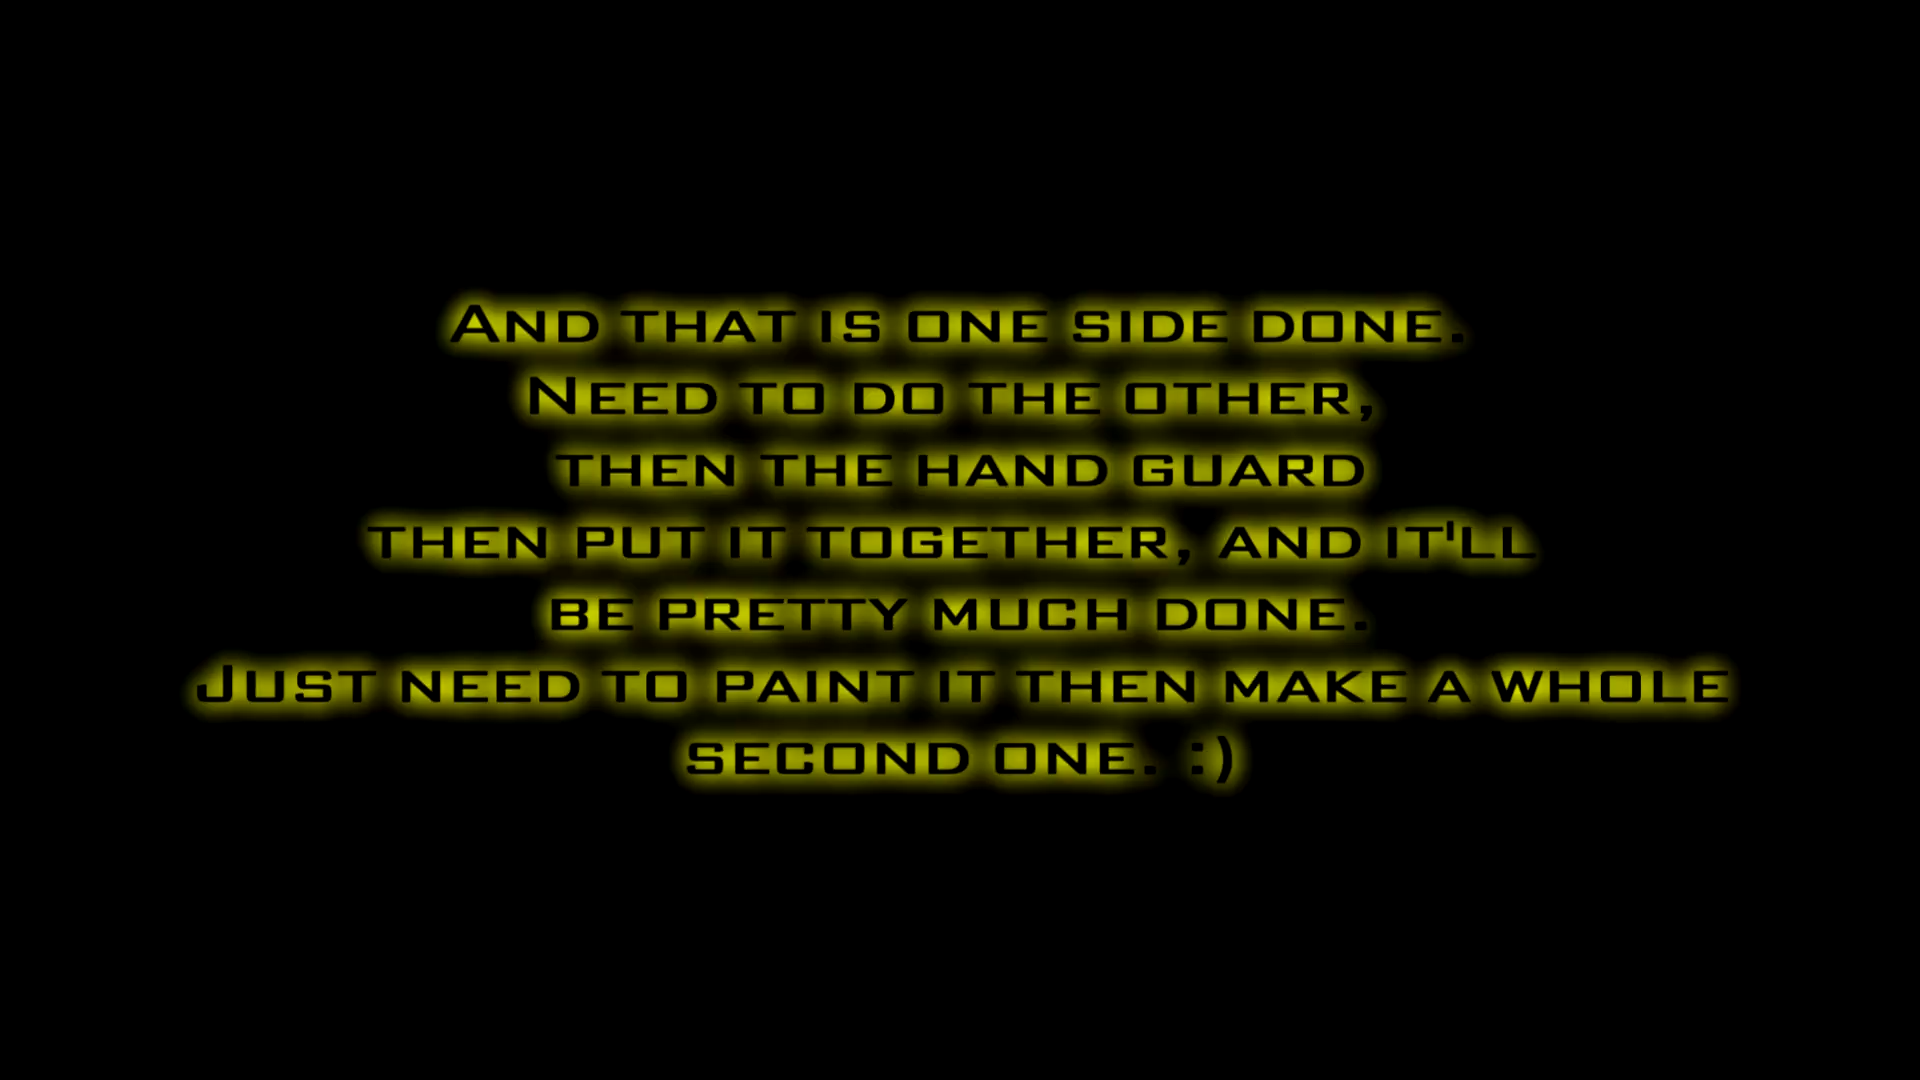 And that is one side done.
Need to do the other,
then the hand guard
then put it together, and it'll
be pretty much done.
Just need to paint it then make a whole
second one. :)